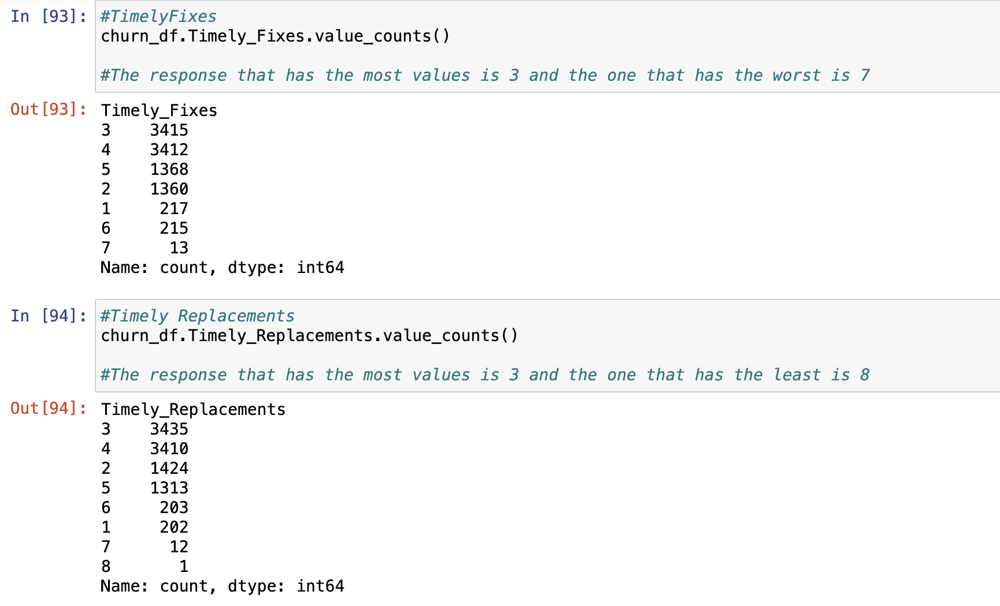 In [93]: #TimelyFixes
churn_df.Timely_Fixes.value_counts()
#The response that has the most values is 3 and the one that has the worst is 7
Out[93]: Timely_Fixes
3    3415
4    3412
5    1368
2    1360
1     217
6     215
7      13
Name: count, dtype: int64
In [94]: #Timely Replacements
churn_df.Timely_Replacements.value_counts()
#The response that has the most values is 3 and the one that has the least is 8
Out[94]: Timely_Replacements
3    3435
4    3410
2    1424
5    1313
6     203
1     202
7      12
8       1
Name: count, dtype: int64